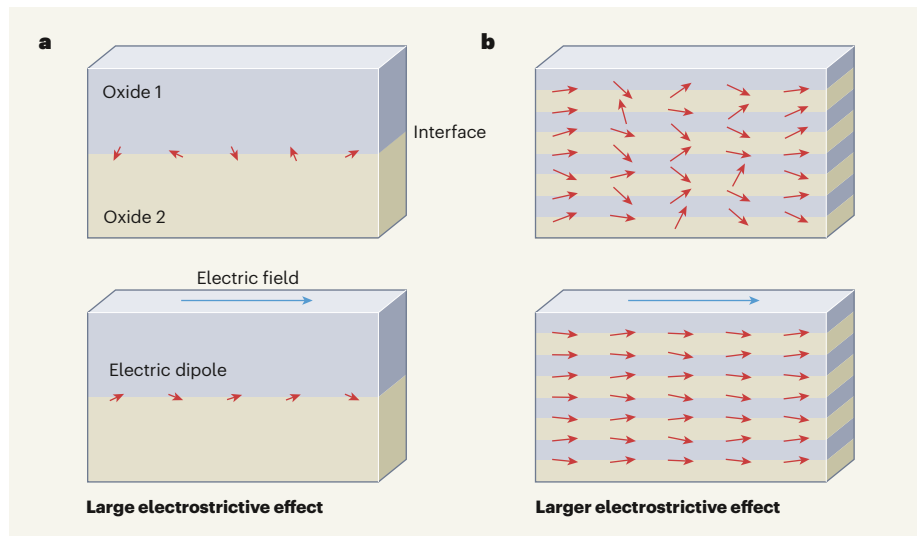 a
b
Oxide 1
Interface
Oxide 2
Electric field
Electric dipole
Large electrostrictive effect
Larger electrostrictive effect